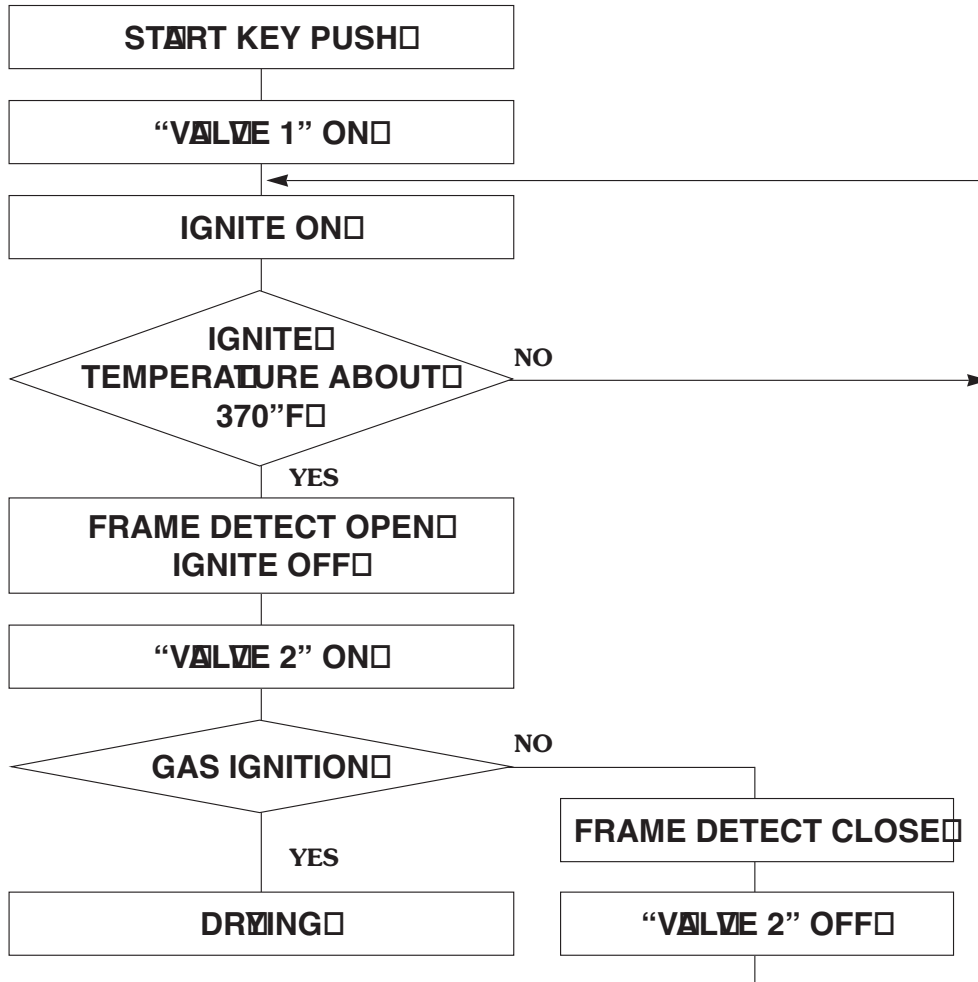 START KEY PUSH
“VALVE 1” ON
IGNITE ON
IGNITE
TEMPERATURE ABOUT
370”F
NO
YES
FRAME DETECT OPEN
IGNITE OFF
“VALVE 2” ON
GAS IGNITION
NO
FRAME DETECT CLOSE
YES
DRYING
“VALVE 2” OFF